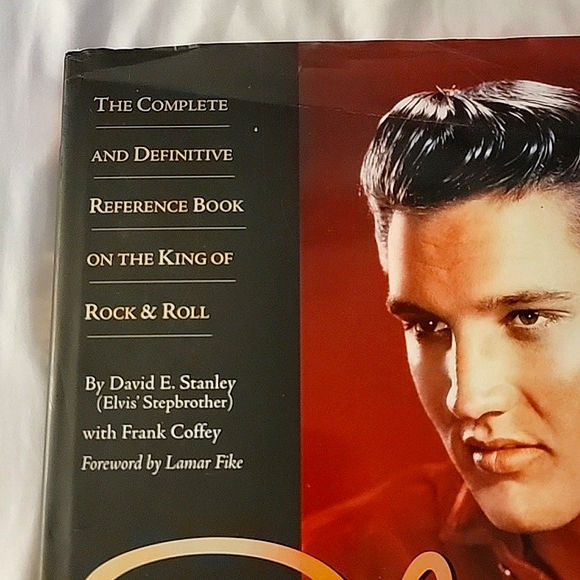 The Complete
and Definitive
Reference Book
on the King of
Rock & Roll
By David E. Stanley
(Elvis' Stepbrother)
with Frank Coffey
Foreword by Lamar Fike